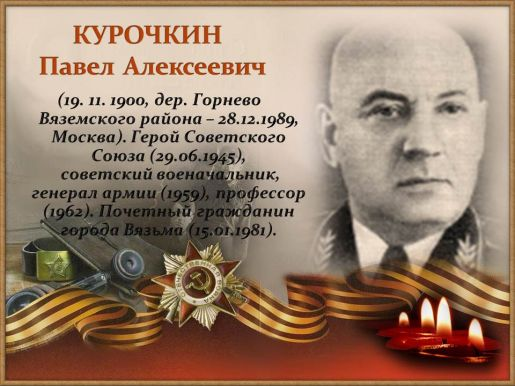 КУРОЧКИН
Павел Алексеевич
(19. 11. 1900, дер. Горнево
Вяземского района – 28.12.1989,
Москва). Герой Советского
Союза (29.06.1945),
советский военачальник,
генерал армии (1959), профессор
(1962). Почетный гражданин
города Вязьма (15.01.1981).